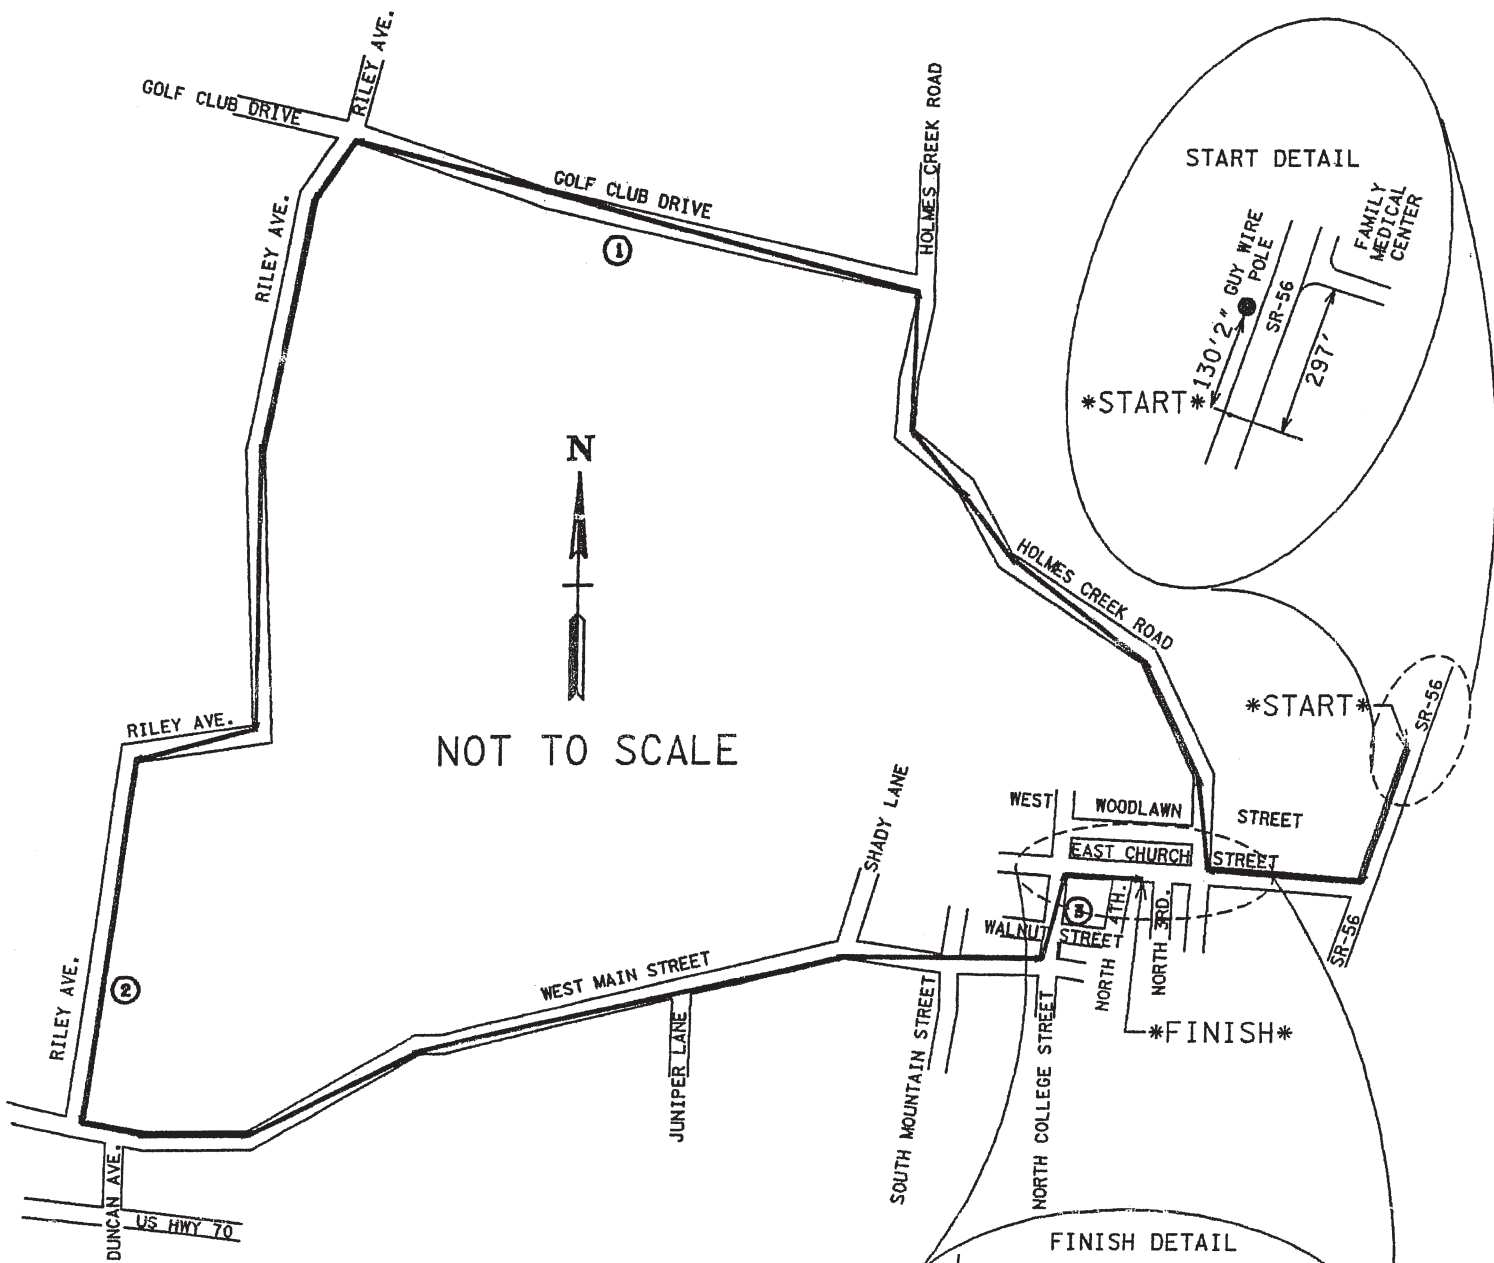 RILEY AVE.
GOLF CLUB DRIVE
HOLMES CREEK ROAD
START DETAIL
GOLF CLUB DRIVE
1
RILEY AVE.
FAMILY
MEDICAL
CENTER
GUY WIRE
POLE
SR-56
130'2"
297'
*START*
N
HOLMES CREEK ROAD
*START*
SR-56
RILEY AVE.
NOT TO SCALE
SHADY LANE
WEST
WOODLAWN
STREET
EAST CHURCH
STREET
3
NORTH
4TH.
NORTH 3RD.
WALNUT STREET
SR-56
WEST MAIN STREET
RILEY AVE.
2
*FINISH*
JUNIPER LANE
SOUTH MOUNTAIN STREET
NORTH COLLEGE STREET
DUNCAN AVE.
US HWY 70
FINISH DETAIL